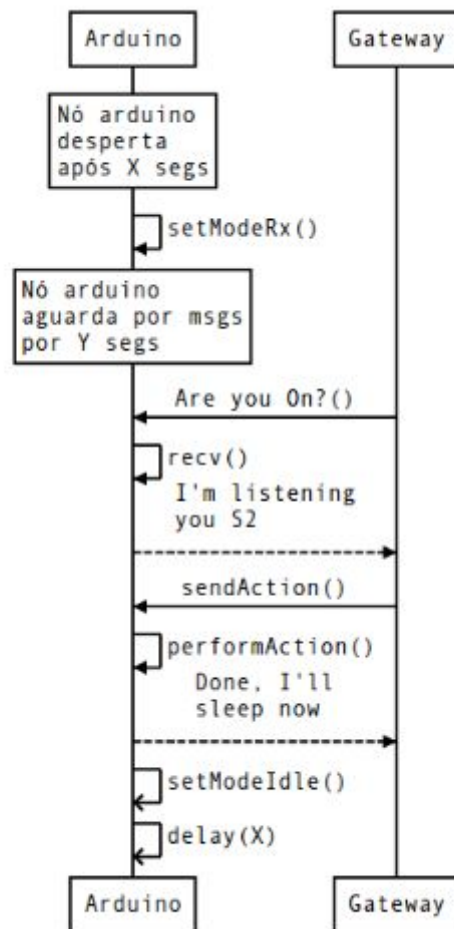 Arduino
Gateway
Nó arduino
desperta
após X segs
setModeRx()
Nó arduino
aguarda por msgs
por Y segs
Are you On?()
recv()
I'm listening
you S2
sendAction()
performAction()
Done, I'll
sleep now
setModeIdle()
delay(X)
Arduino
Gateway